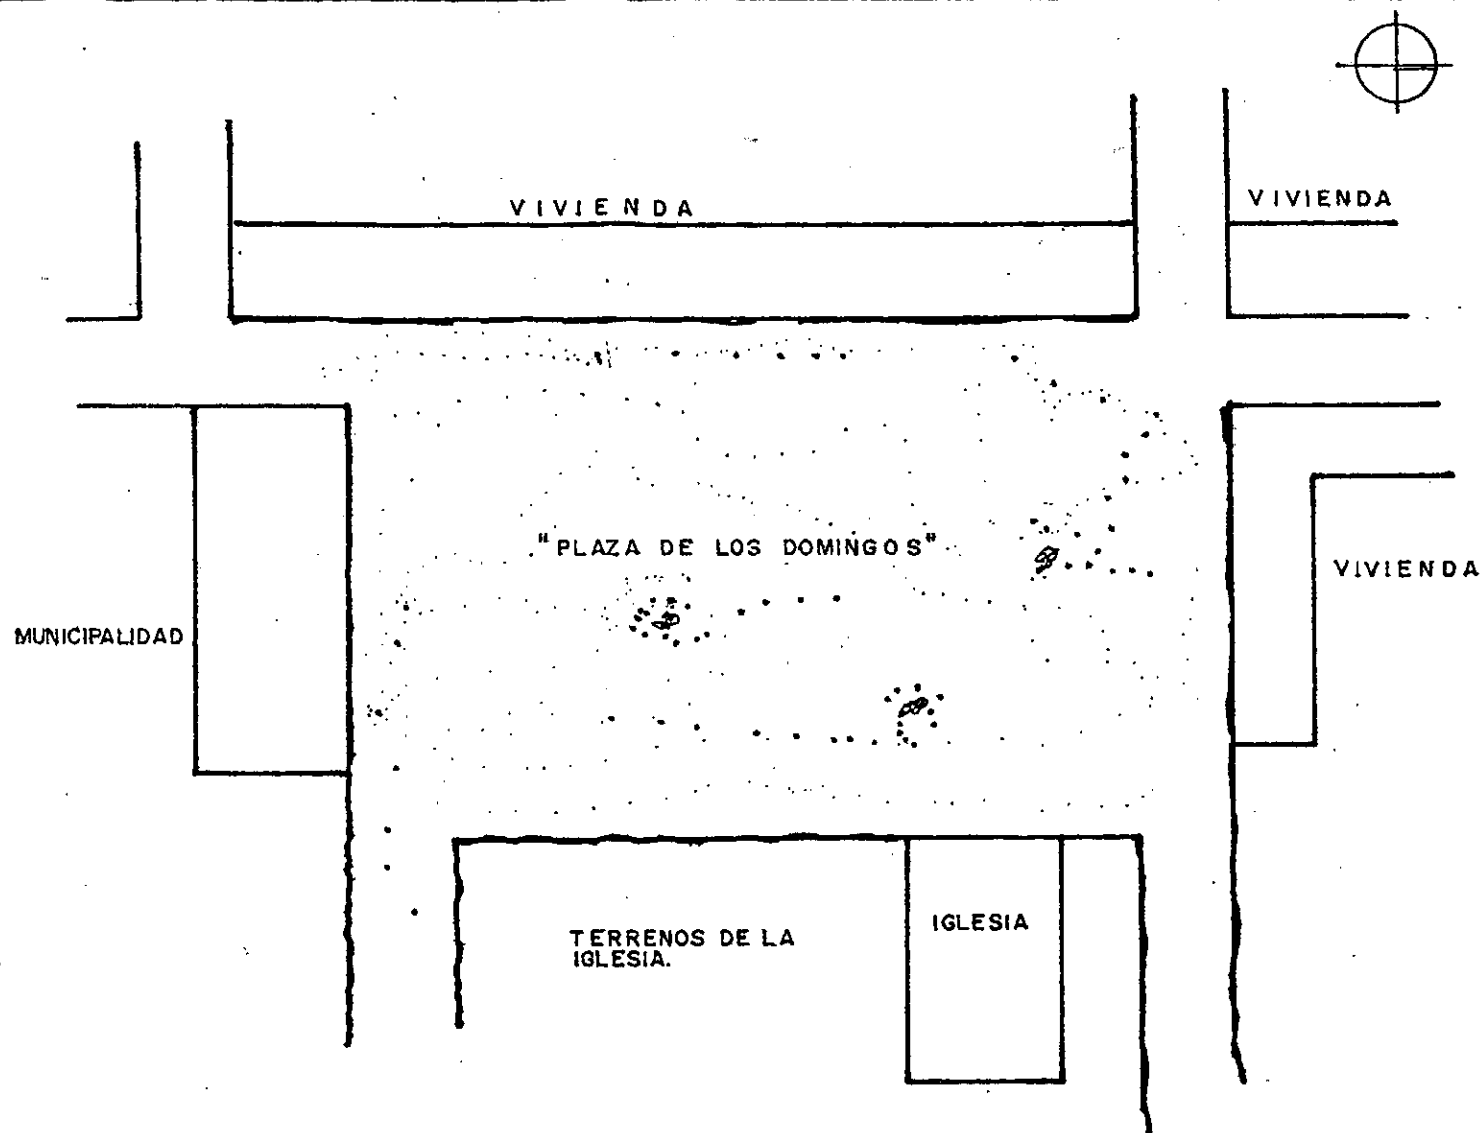 VIVIENDA
VIVIENDA
"PLAZA DE LOS DOMINGOS"
VIVIENDA
MUNICIPALIDAD
IGLESIA
TERRENOS DE LA
IGLESIA.